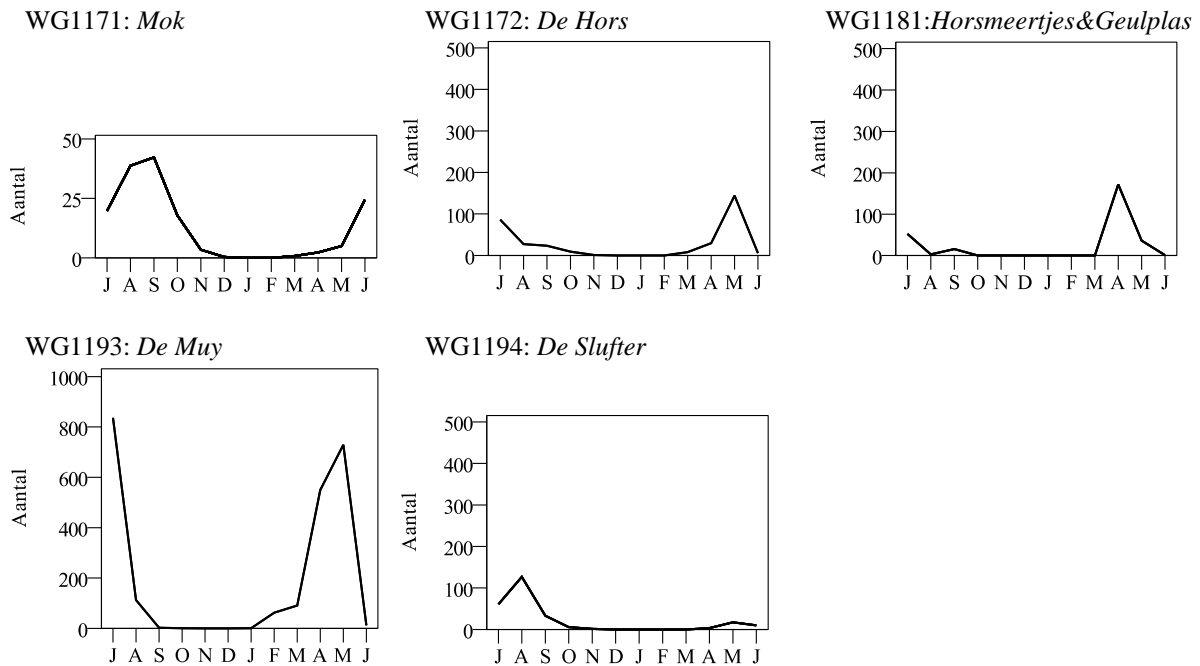 WG1171: Mok
Aantal
50
25
0
J A S O N D J F M A M J
WG1172: De Hors
Aantal
500
400
300
200
100
0
J A S O N D J F M A M J
WG1181:Horsmeertjes&Geulplas
Aantal
500
400
300
200
100
0
J A S O N D J F M A M J
WG1193: De Muy
Aantal
1000
800
600
400
200
0
J A S O N D J F M A M J
WG1194: De Slufter
Aantal
500
400
300
200
100
0
J A S O N D J F M A M J